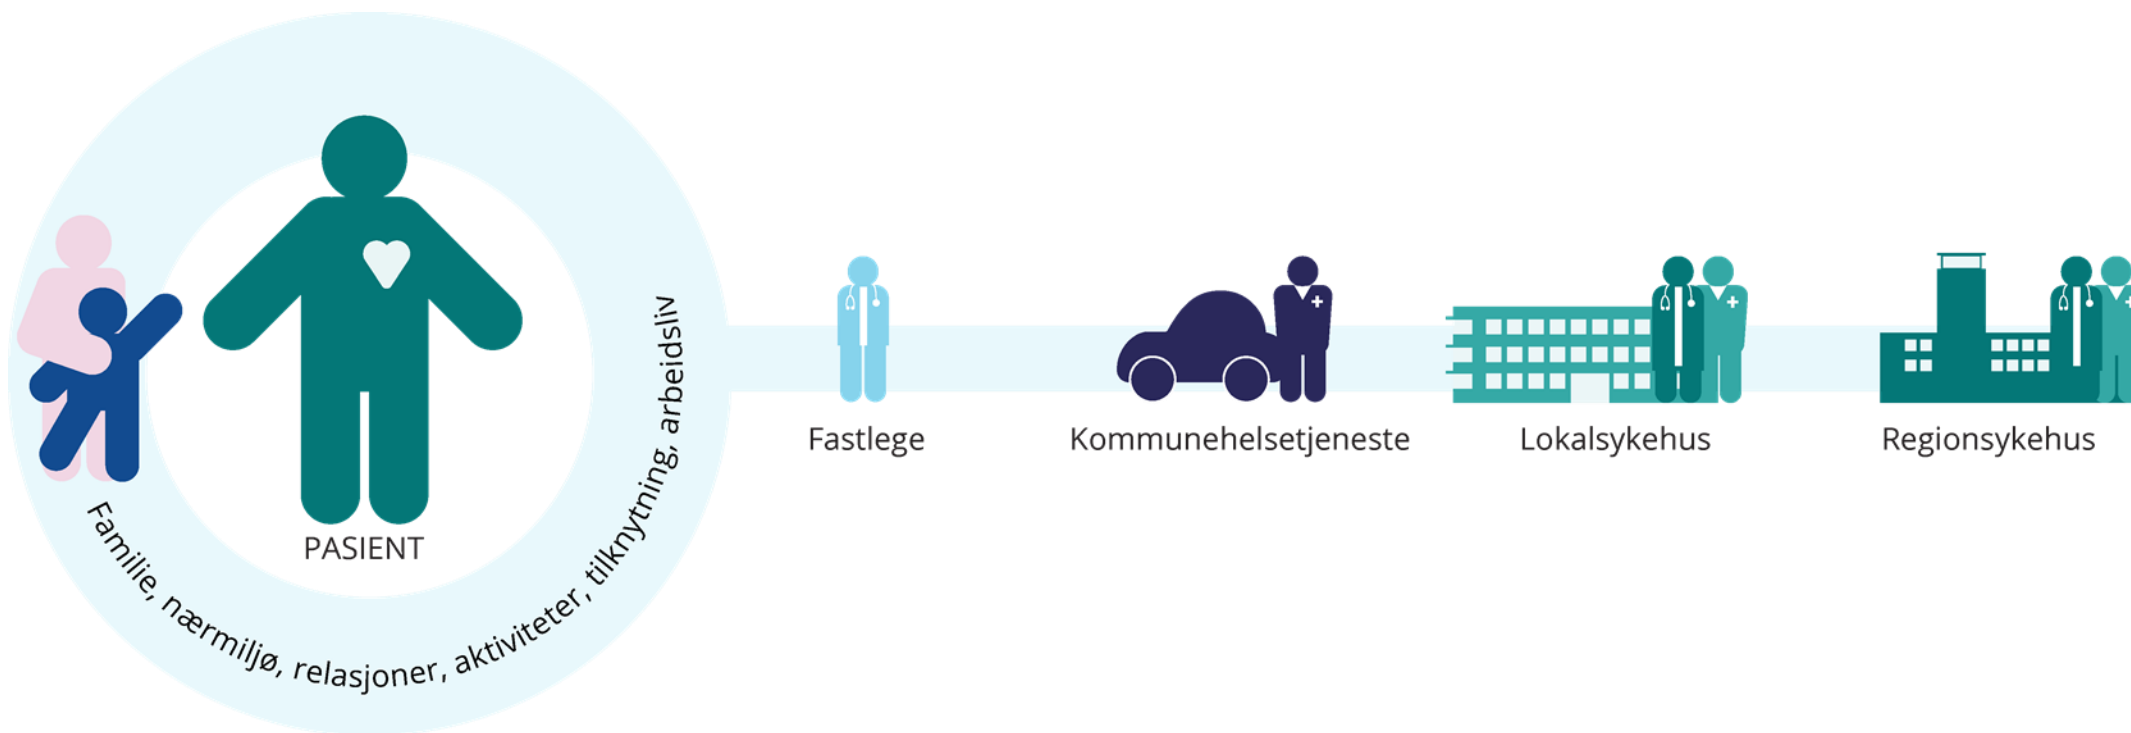 PASIENT
Familie, nærmiljø, relasjoner, aktiviteter, tilknytning, arbeidsliv
Fastlege
Kommunehelsetjeneste
Lokalsykehus
Regionsykehus